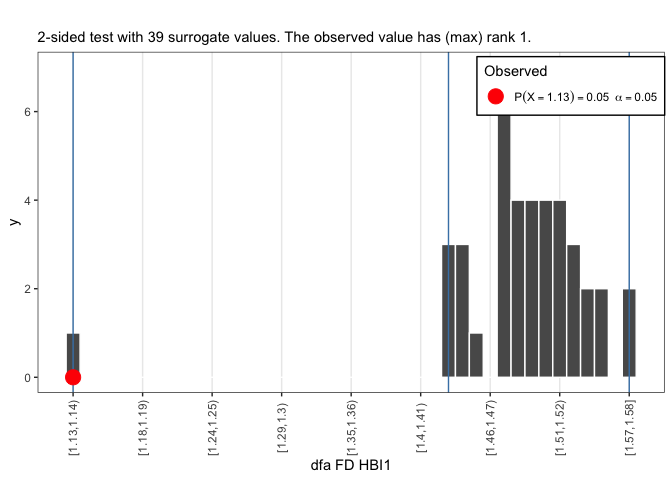 2-sided test with 39 surrogate values. The observed value has (max) rank 1.
Observed
P(X = 1.13) = 0.05 α = 0.05
y
6
4
2
0
[1.13,1.14)
[1.18,1.19)
[1.24,1.25)
[1.29,1.3)
[1.35,1.36)
[1.4,1.41)
[1.46,1.47)
[1.51,1.52)
[1.57,1.58]
dfa FD HBI1